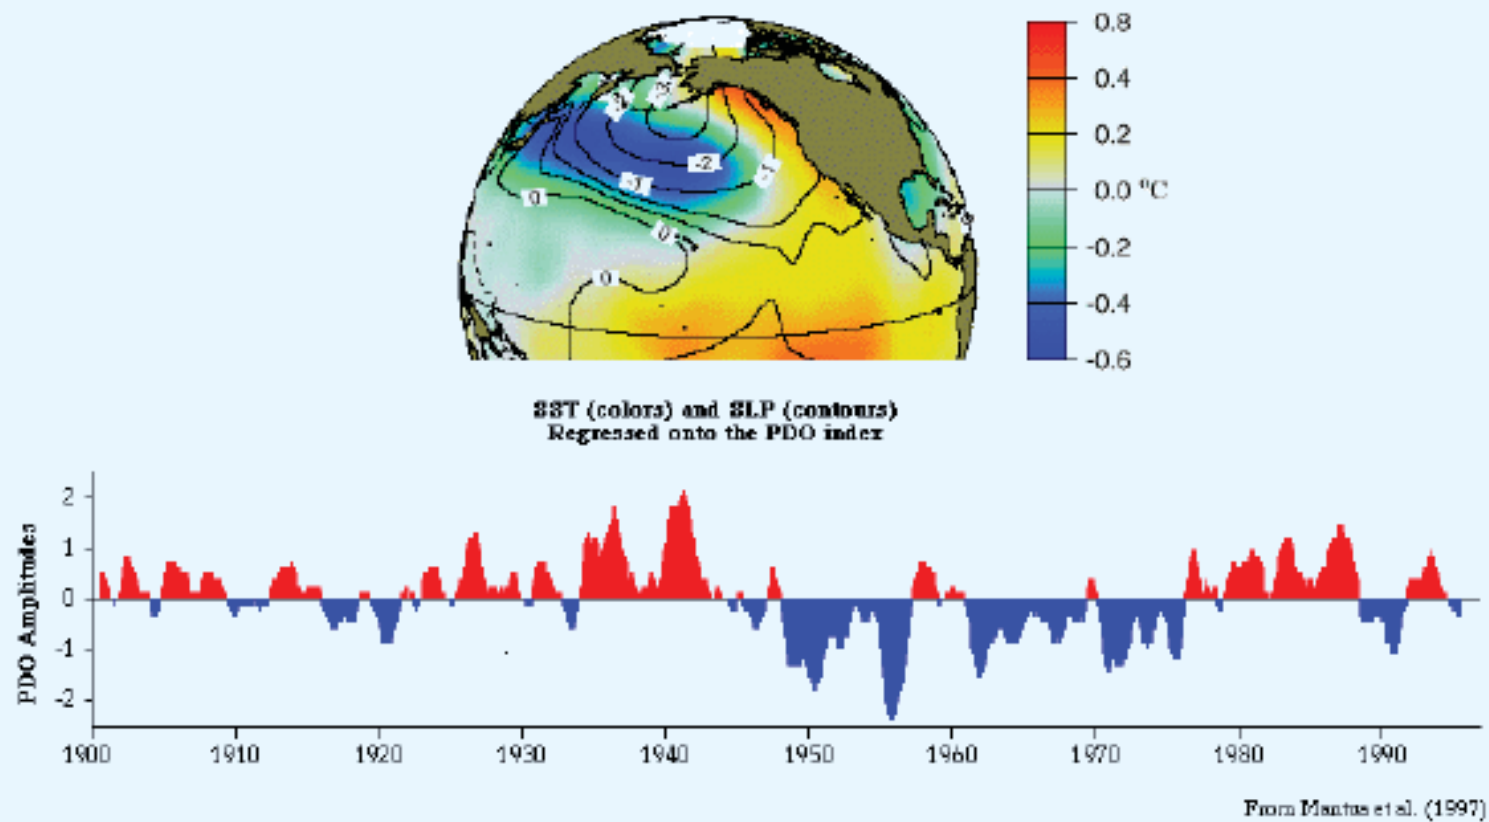 0.8
0.4
0.2
0.0 °C
-0.2
-0.4
-0.6
-2
-1
-1
0
0
0
SST (colors) and SLP (contours)
Regressed onto the PDO index
PDO Amplitudes
2
1
0
-1
-2
1900 1910 1920 1930 1940 1950 1960 1970 1980 1990
From Mantua et al. (1997)